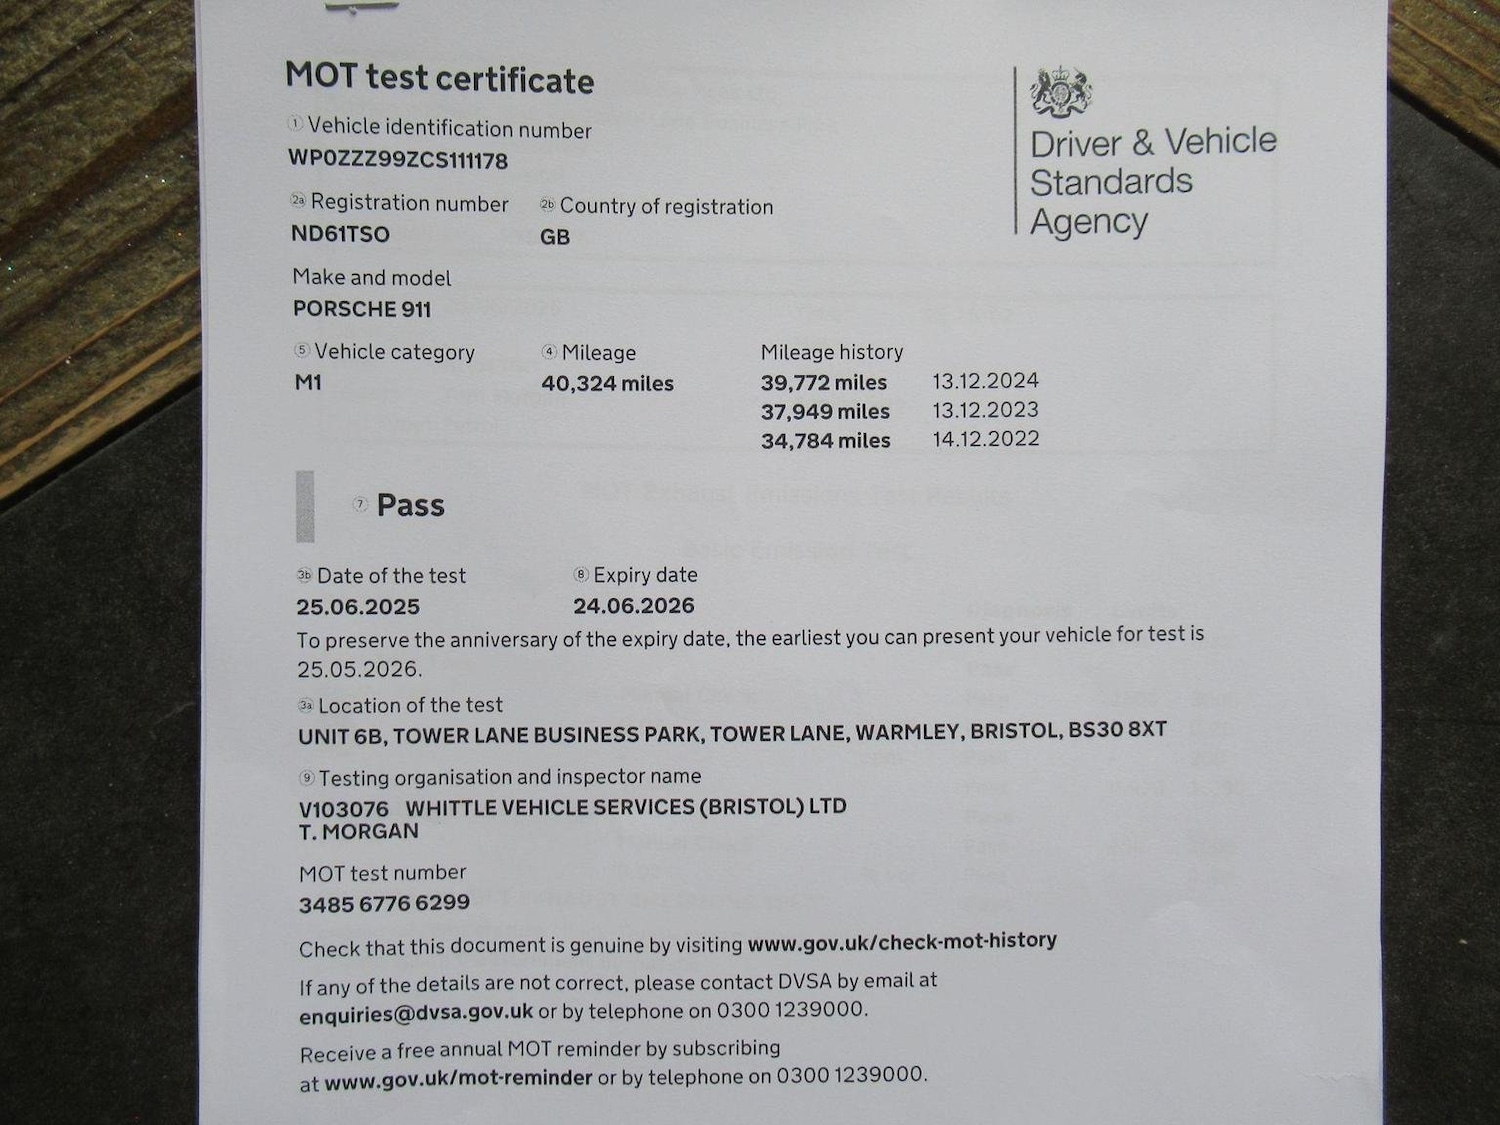 MOT test certificate
1 Vehicle identification number
WP0ZZZ99ZCS111178
2a Registration number 2b Country of registration
ND61TSO GB
Make and model
PORSCHE 911
5 Vehicle category 4 Mileage Mileage history
M1 40,324 miles 39,772 miles 13.12.2024
37,949 miles 13.12.2023
34,784 miles 14.12.2022
Driver & Vehicle
Standards
Agency
7 Pass
3b Date of the test 8 Expiry date
25.06.2025 24.06.2026
To preserve the anniversary of the expiry date, the earliest you can present your vehicle for test is
25.05.2026.
3a Location of the test
UNIT 6B, TOWER LANE BUSINESS PARK, TOWER LANE, WARMLEY, BRISTOL, BS30 8XT
9 Testing organisation and inspector name
V103076 WHITTLE VEHICLE SERVICES (BRISTOL) LTD
T. MORGAN
MOT test number
3485 6776 6299
Check that this document is genuine by visiting www.gov.uk/check-mot-history
If any of the details are not correct, please contact DVSA by email at
enquiries@dvsa.gov.uk or by telephone on 0300 1239000.
Receive a free annual MOT reminder by subscribing
at www.gov.uk/mot-reminder or by telephone on 0300 1239000.